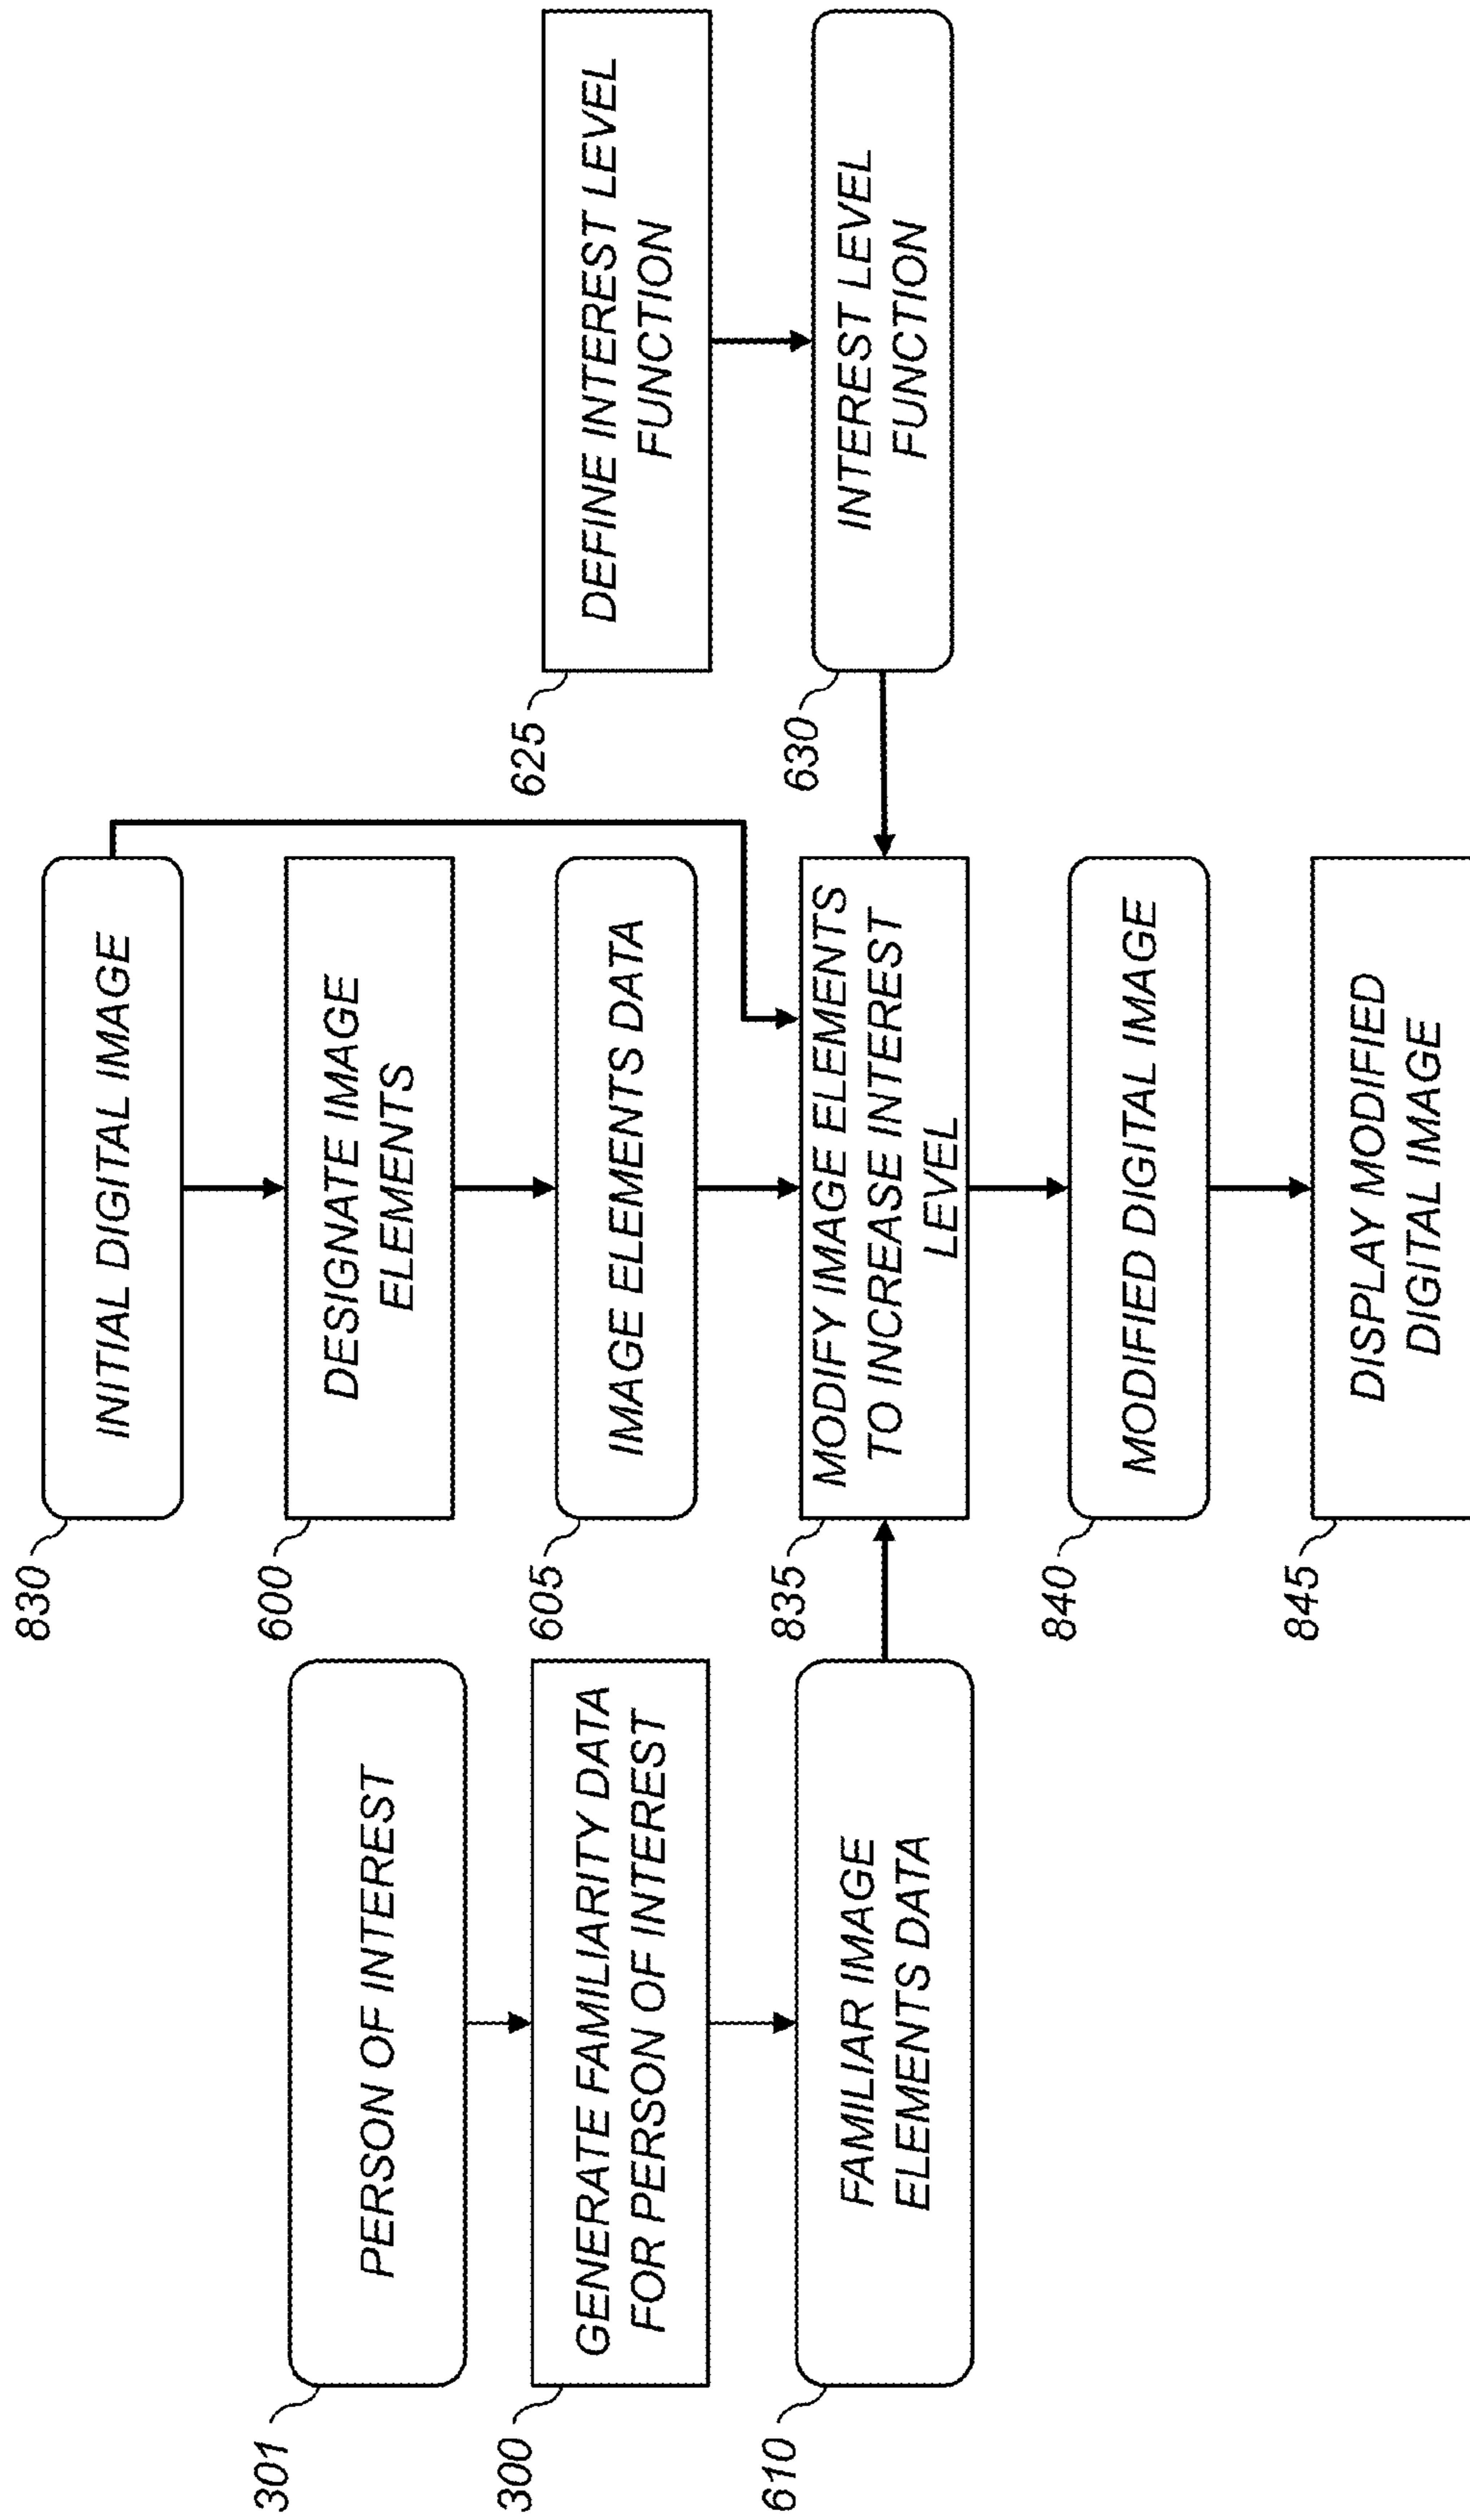 830
INITIAL DIGITAL IMAGE
301
PERSON OF INTEREST
600
DESIGNATE IMAGE
ELEMENTS
625
DEFINE INTEREST LEVEL
FUNCTION
300
GENERATE FAMILIARITY DATA
FOR PERSON OF INTEREST
605
IMAGE ELEMENTS DATA
630
INTEREST LEVEL
FUNCTION
610
FAMILIAR IMAGE
ELEMENTS DATA
835
MODIFY IMAGE ELEMENTS
TO INCREASE INTEREST
LEVEL
840
MODIFIED DIGITAL IMAGE
845
DISPLAY MODIFIED
DIGITAL IMAGE